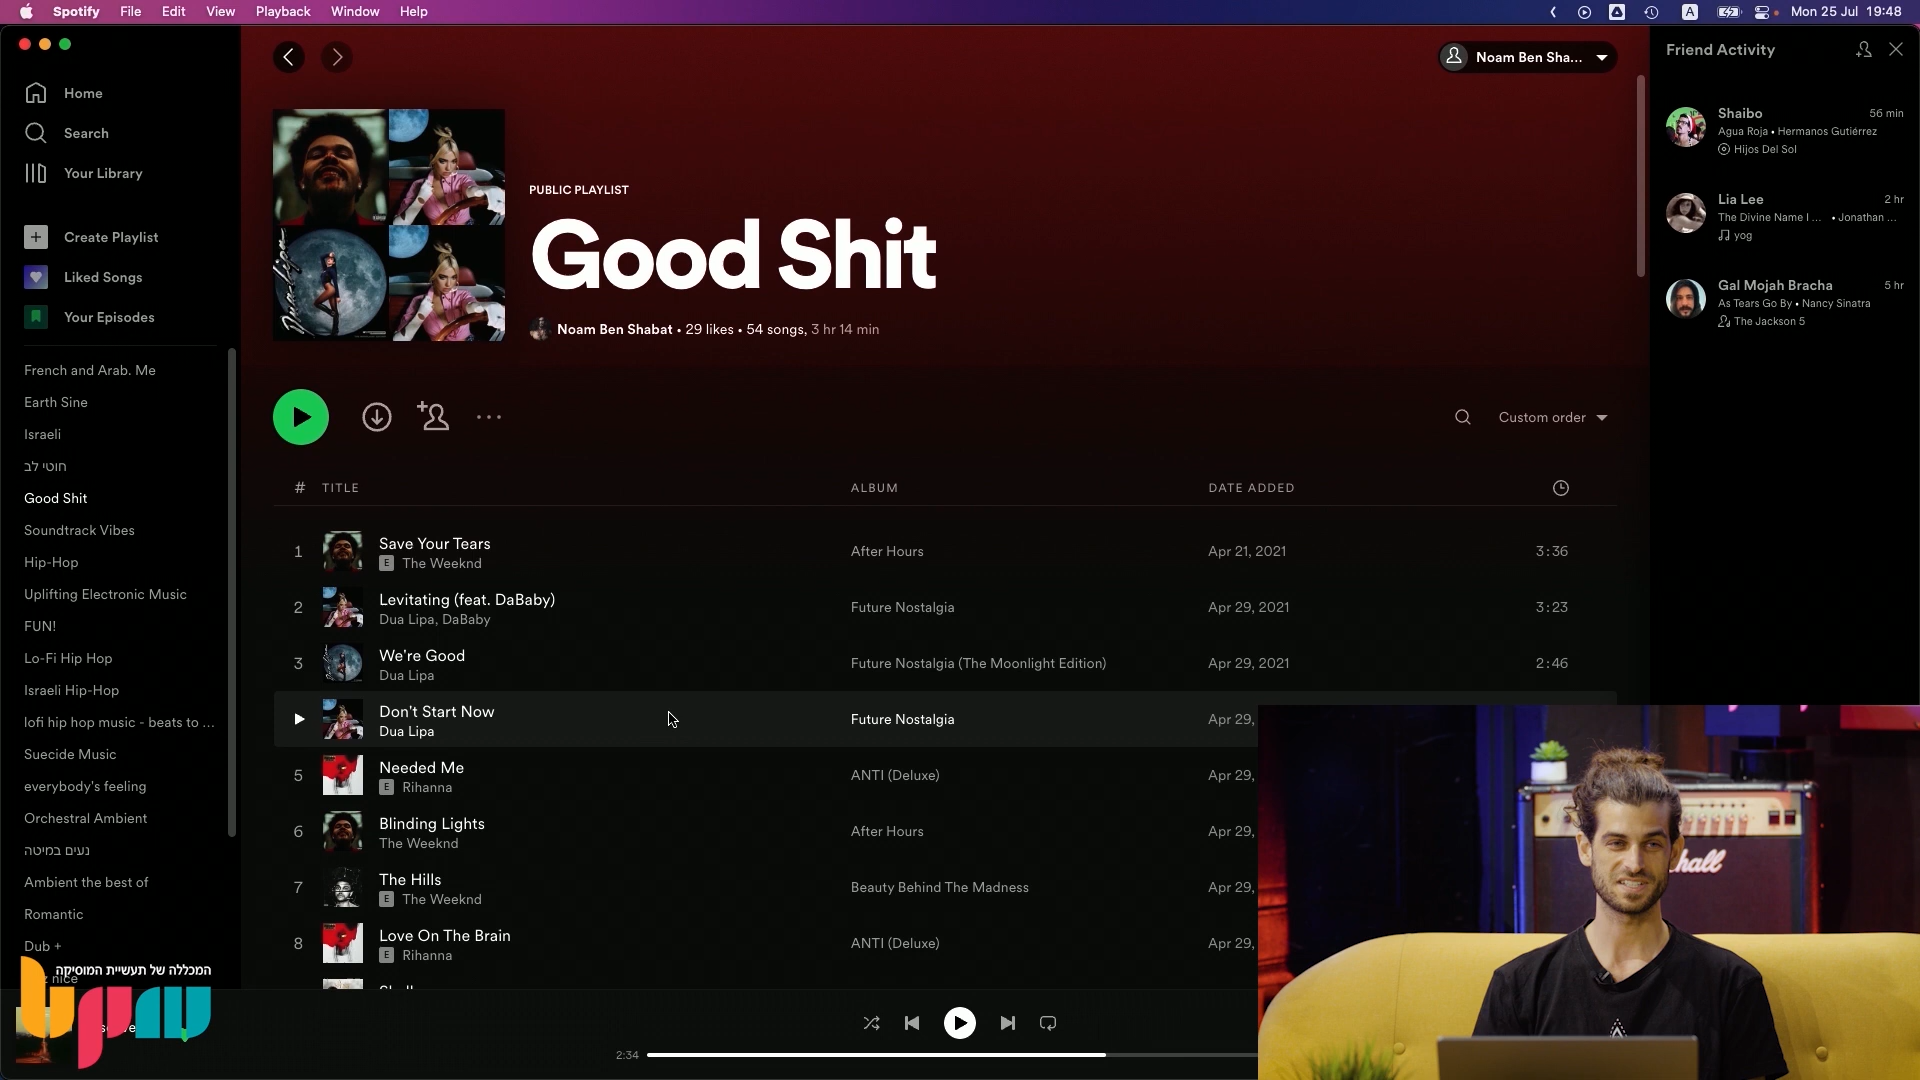 Spotify File Edit View Playback Window Help
A Mon 25 Jul 19:48
Home
Search
Your Library
Create Playlist
Liked Songs
Your Episodes
French and Arab. Me
Earth Sine
Israeli
חוטי לב
Good Shit
Soundtrack Vibes
Hip-Hop
Uplifting Electronic Music
FUN!
Lo-Fi Hip Hop
Israeli Hip-Hop
lofi hip hop music - beats to ...
Suecide Music
everybody's feeling
Orchestral Ambient
נעים במיטה
Ambient the best of
Romantic
Dub +
המכללה של תעשיית המוסיקה
nice
Noam Ben Sha...
PUBLIC PLAYLIST
Good Shit
Noam Ben Shabat • 29 likes • 54 songs, 3 hr 14 min
Custom order
# TITLE ALBUM DATE ADDED
1 Save Your Tears After Hours Apr 21, 2021 3:36
E The Weeknd
2 Levitating (feat. DaBaby) Future Nostalgia Apr 29, 2021 3:23
Dua Lipa, DaBaby
3 We're Good Future Nostalgia (The Moonlight Edition) Apr 29, 2021 2:46
Dua Lipa
Don't Start Now Future Nostalgia Apr 29,
Dua Lipa
5 Needed Me ANTI (Deluxe) Apr 29,
E Rihanna
6 Blinding Lights After Hours Apr 29,
The Weeknd
7 The Hills Beauty Behind The Madness Apr 29,
E The Weeknd
8 Love On The Brain ANTI (Deluxe) Apr 29,
E Rihanna
2:34
Friend Activity
Shaibo 56 min
Agua Roja • Hermanos Gutiérrez
Hijos Del Sol
Lia Lee 2 hr
The Divine Name I ... • Jonathan ...
yog
Gal Mojah Bracha 5 hr
As Tears Go By • Nancy Sinatra
The Jackson 5